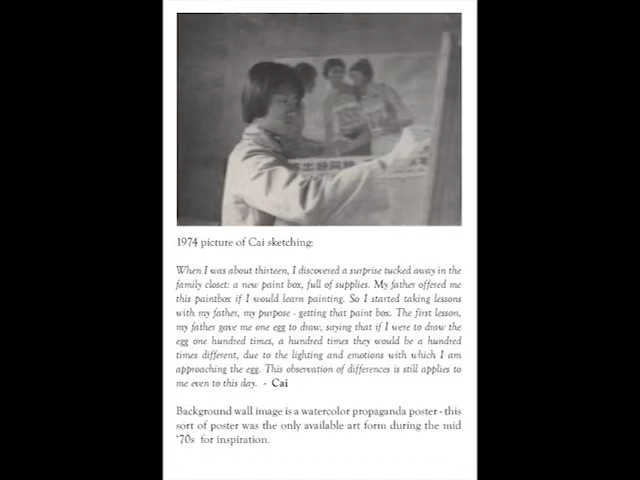 1974 picture of Cai sketching:
When I was about thirteen, I discovered a surprise tucked away in the
family closet: a new paint box, full of supplies. My father offered me
this paintbox if I would learn painting. So I started taking lessons
with my father, my purpose - getting that paint box. The first lesson,
my father gave me one egg to draw, saying that if I were to draw the
egg one hundred times, a hundred times they would be a hundred
times different, due to the lighting and emotions with which I am
approaching the egg. This observation of differences is still applies to
me even to this day. - Cai
Background wall image is a watercolor propaganda poster - this
sort of poster was the only available art form during the mid
'70s for inspiration.